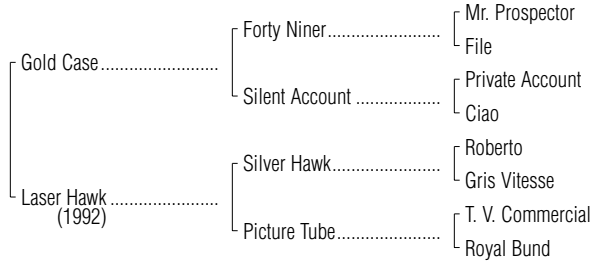 Mr. Prospector
Forty Niner
File
Gold Case
Private Account
Silent Account
Ciao
Roberto
Silver Hawk
Gris Vitesse
Laser Hawk
(1992)
T. V. Commercial
Picture Tube
Royal Bund